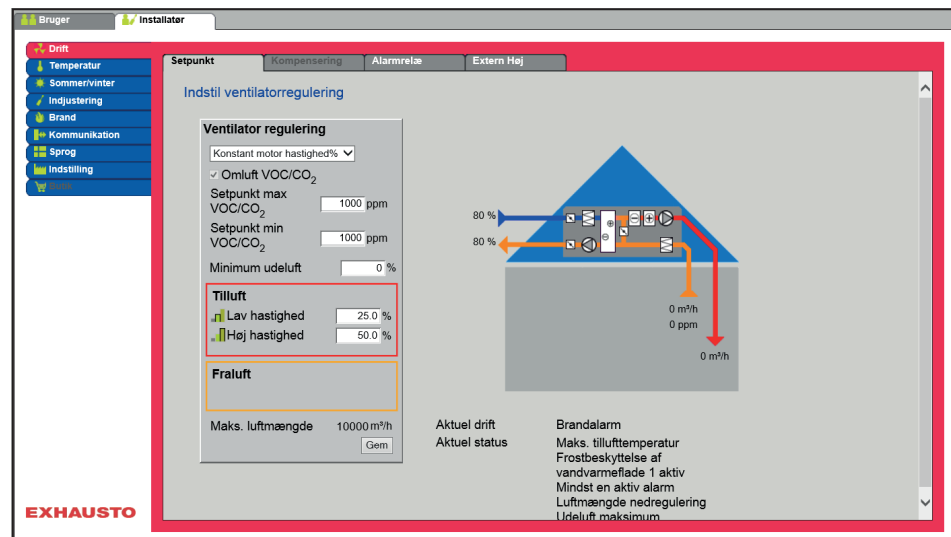 Bruger
Installatør
Drift
Temperatur
Sommer/vinter
Indjustering
Brand
Kommunikation
Sprog
Indstilling
EXHAUSTO
Setpunkt
Kompensering
Alarmrelæ
Extern Høj
Indstil ventilatorregulering
Ventilator regulering
Konstant motor hastighed%
Omluft VOC/CO2
Setpunkt max
VOC/CO2
1000 ppm
Setpunkt min
VOC/CO2
1000 ppm
Minimum udeluft
0 %
Tilluft
Lav hastighed
25.0 %
Høj hastighed
50.0 %
Fraluft
Maks. luftmængde
10000 m³/h
Gem
80 %
80 %
0 m³/h
0 ppm
0 m³/h
Aktuel drift
Brandalarm
Aktuel status
Maks. tillufttemperatur
Frostbeskyttelse af
vandvarmeflade 1 aktiv
Mindst en aktiv alarm
Luftmængde nedregulering
Udeluft maksimum